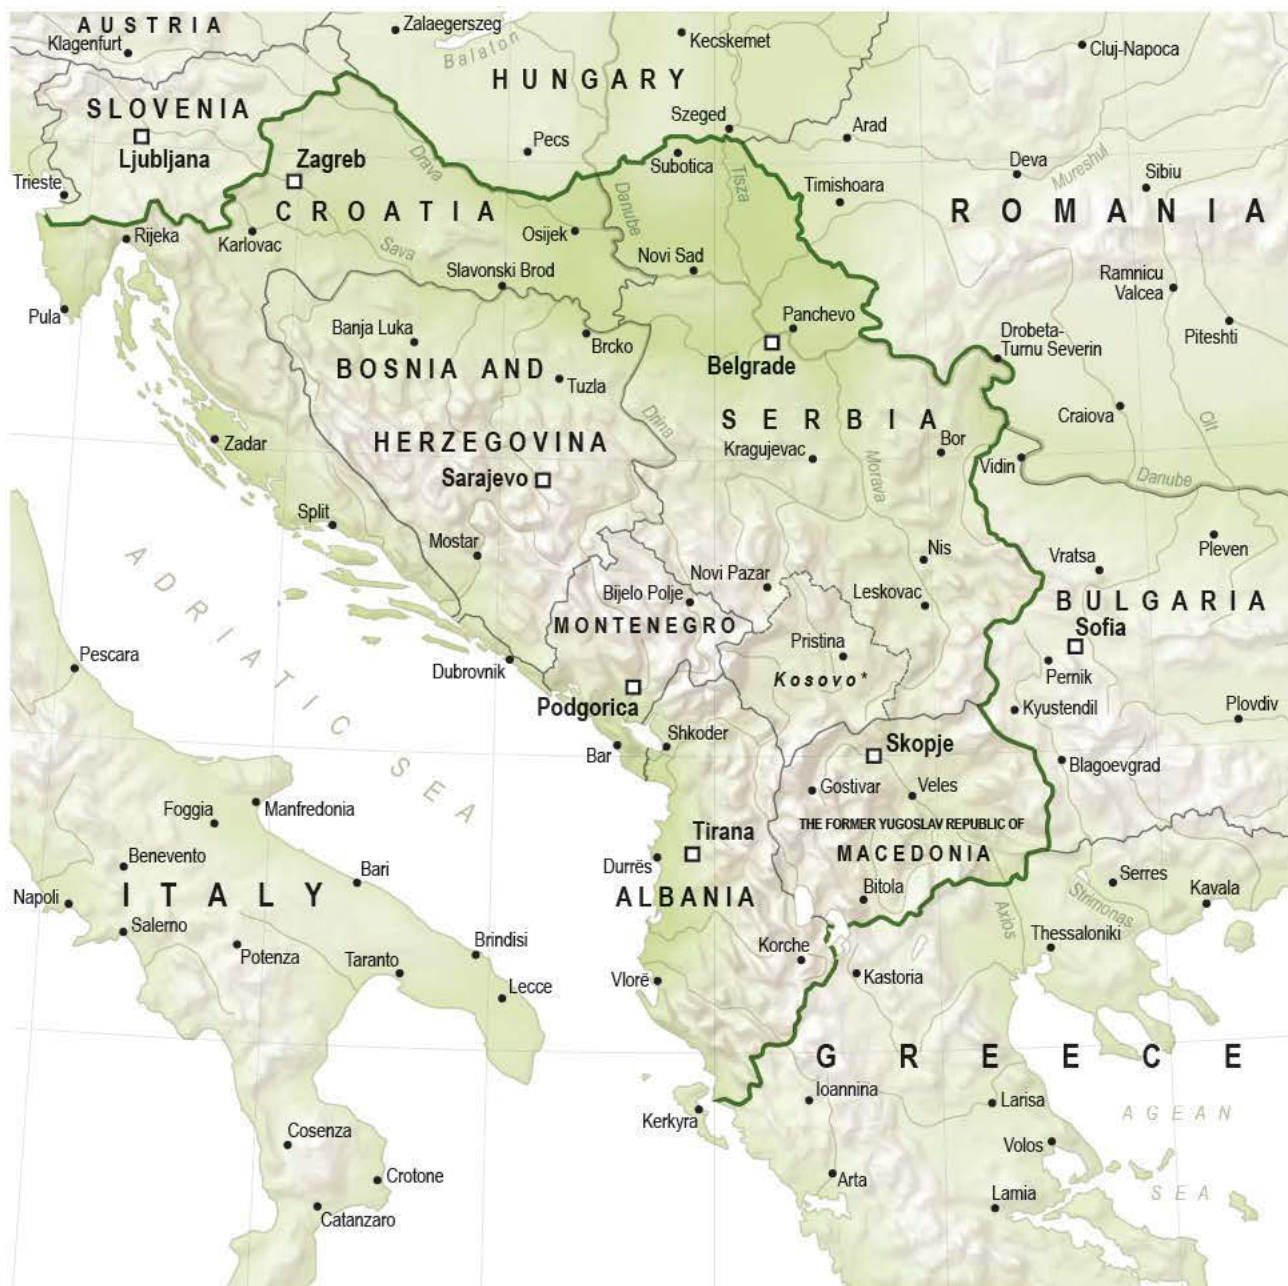 AUSTRIA
Klagenfurt
Zalaegerszeg
Balaton
Kecskemet
Cluj-Napoca
HUNGARY
SLOVENIA
Ljubljana
Zagreb
Drava
Pecs
Szeged
Subotica
Arad
Deva
Mureshul
Sibiu
Trieste
Timishoara
Tisza
Danube
CROATIA
ROMANIA
Rijeka
Karlovac
Sava
Osijek
Novi Sad
Slavonski Brod
Ramnicu
Valcea
Pula
Banja Luka
Brcko
Panchevo
Piteshti
Drobeta-
Turnu Severin
Belgrade
BOSNIA AND
Tuzla
Drina
SERBIA
Craiova
Olt
Zadar
HERZEGOVINA
Sarajevo
Kragujevac
Morava
Bor
Vidin
Danube
Split
Mostar
Nis
Vratsa
Pleven
Novi Pazar
Bijelo Polje
Leskovac
BULGARIA
Sofia
ADRIATIC SEA
MONTENEGRO
Pristina
Kosovo*
Pernik
Pescara
Dubrovnik
Podgorica
Kyustendil
Plovdiv
Bar
Shkoder
Skopje
Blagoevgrad
Gostivar
Veles
Foggia
Manfredonia
Tirana
THE FORMER YUGOSLAV REPUBLIC OF
MACEDONIA
Benevento
Bari
Durrës
ALBANIA
Bitola
Serres
Kavala
Napoli
ITALY
Axios
Strimonas
Salerno
Potenza
Taranto
Brindisi
Korche
Thessaloniki
Lecce
Vlorë
Kastoria
GREECE
Ioannina
Larisa
Kerkyra
AGEAN
SEA
Cosenza
Volos
Crotone
Arta
Lamia
Catanzaro